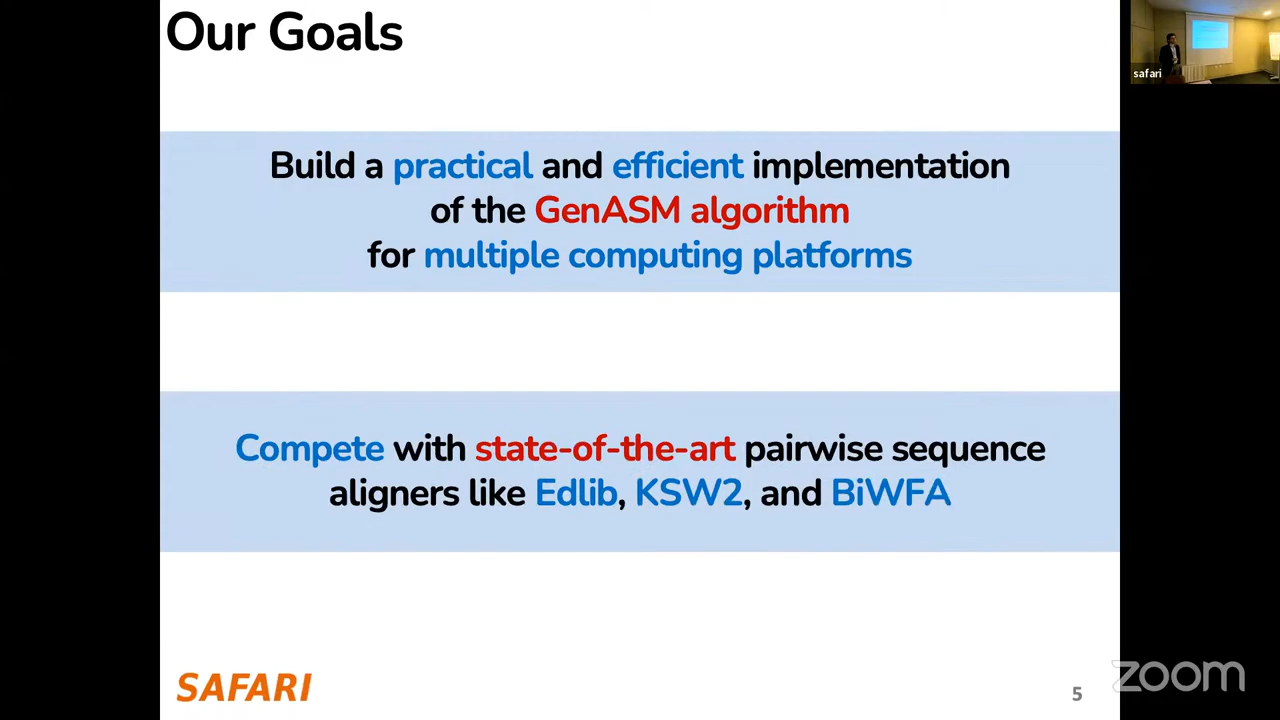 Our Goals
safari
Build a practical and efficient implementation
of the GenASM algorithm
for multiple computing platforms
Compete with state-of-the-art pairwise sequence
aligners like Edlib, KSW2, and BiWFA
SAFARI
5
zoom